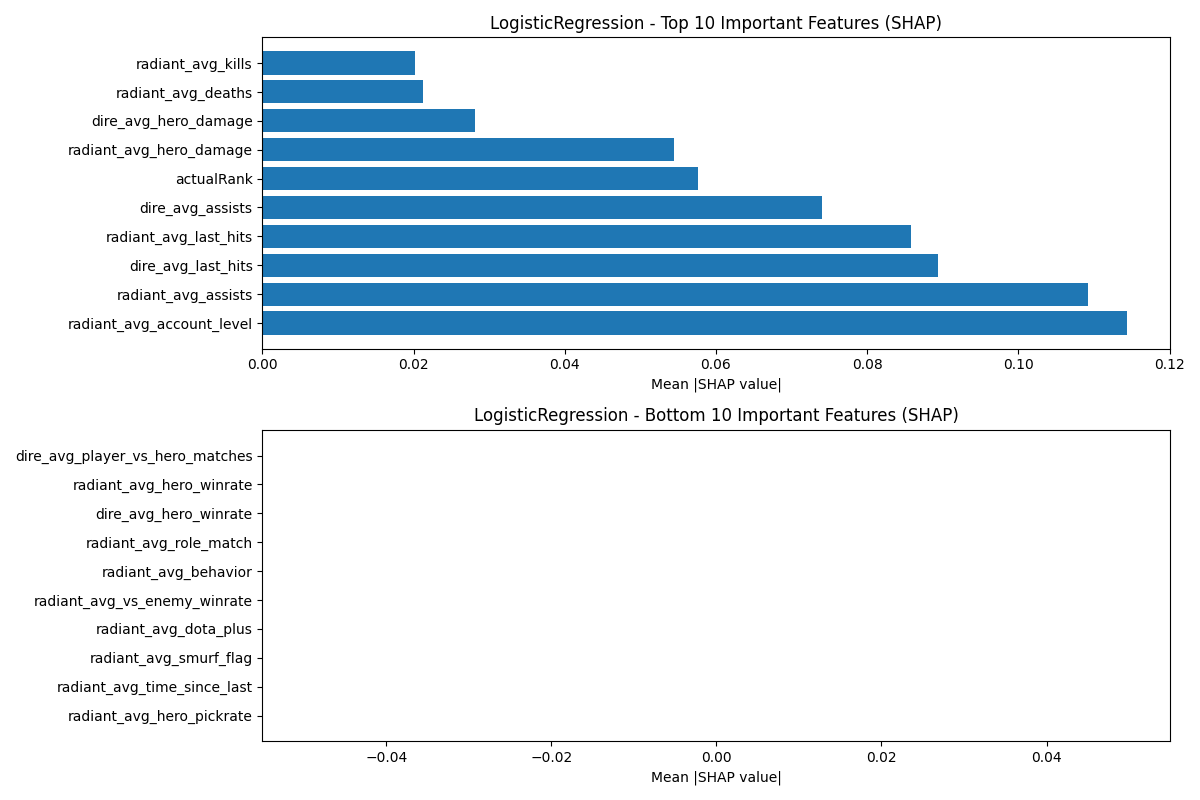 LogisticRegression - Top 10 Important Features (SHAP)
radiant_avg_kills
radiant_avg_deaths
dire_avg_hero_damage
radiant_avg_hero_damage
actualRank
dire_avg_assists
radiant_avg_last_hits
dire_avg_last_hits
radiant_avg_assists
radiant_avg_account_level
0.00 0.02 0.04 0.06 0.08 0.10 0.12
Mean |SHAP value|
LogisticRegression - Bottom 10 Important Features (SHAP)
dire_avg_player_vs_hero_matches
radiant_avg_hero_winrate
dire_avg_hero_winrate
radiant_avg_role_match
radiant_avg_behavior
radiant_avg_vs_enemy_winrate
radiant_avg_dota_plus
radiant_avg_smurf_flag
radiant_avg_time_since_last
radiant_avg_hero_pickrate
−0.04 −0.02 0.00 0.02 0.04
Mean |SHAP value|